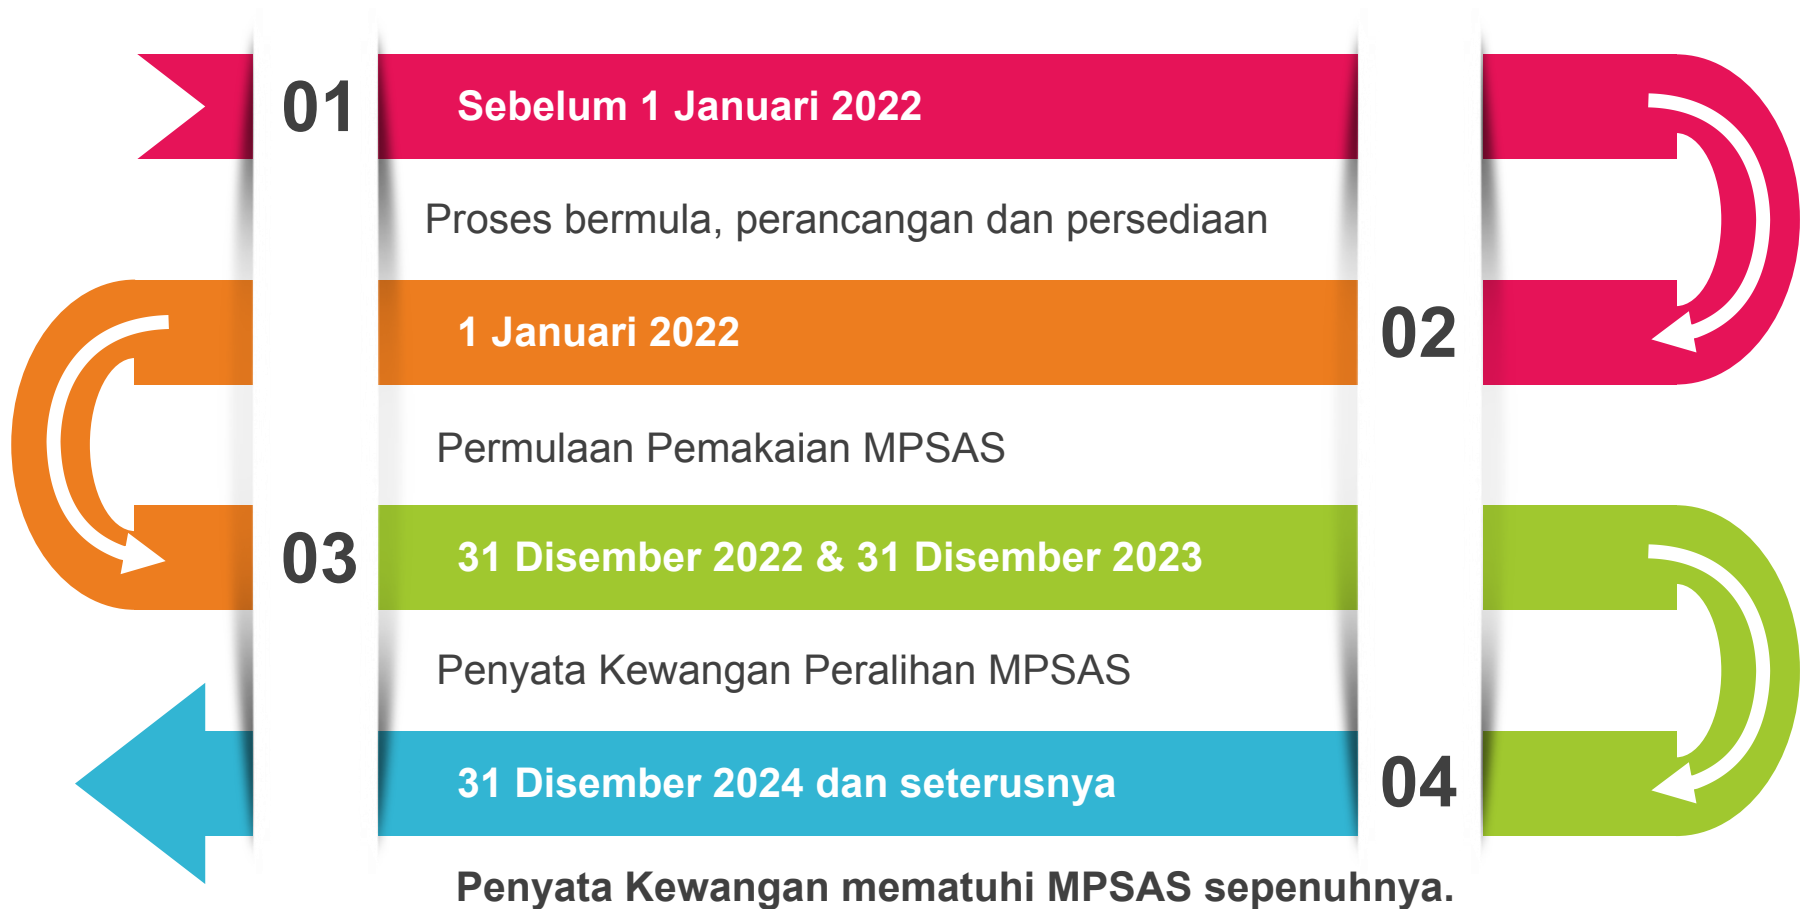 01
Sebelum 1 Januari 2022
Proses bermula, perancangan dan persediaan
1 Januari 2022
02
Permulaan Pemakaian MPSAS
03
31 Disember 2022 & 31 Disember 2023
Penyata Kewangan Peralihan MPSAS
31 Disember 2024 dan seterusnya
04
Penyata Kewangan mematuhi MPSAS sepenuhnya.